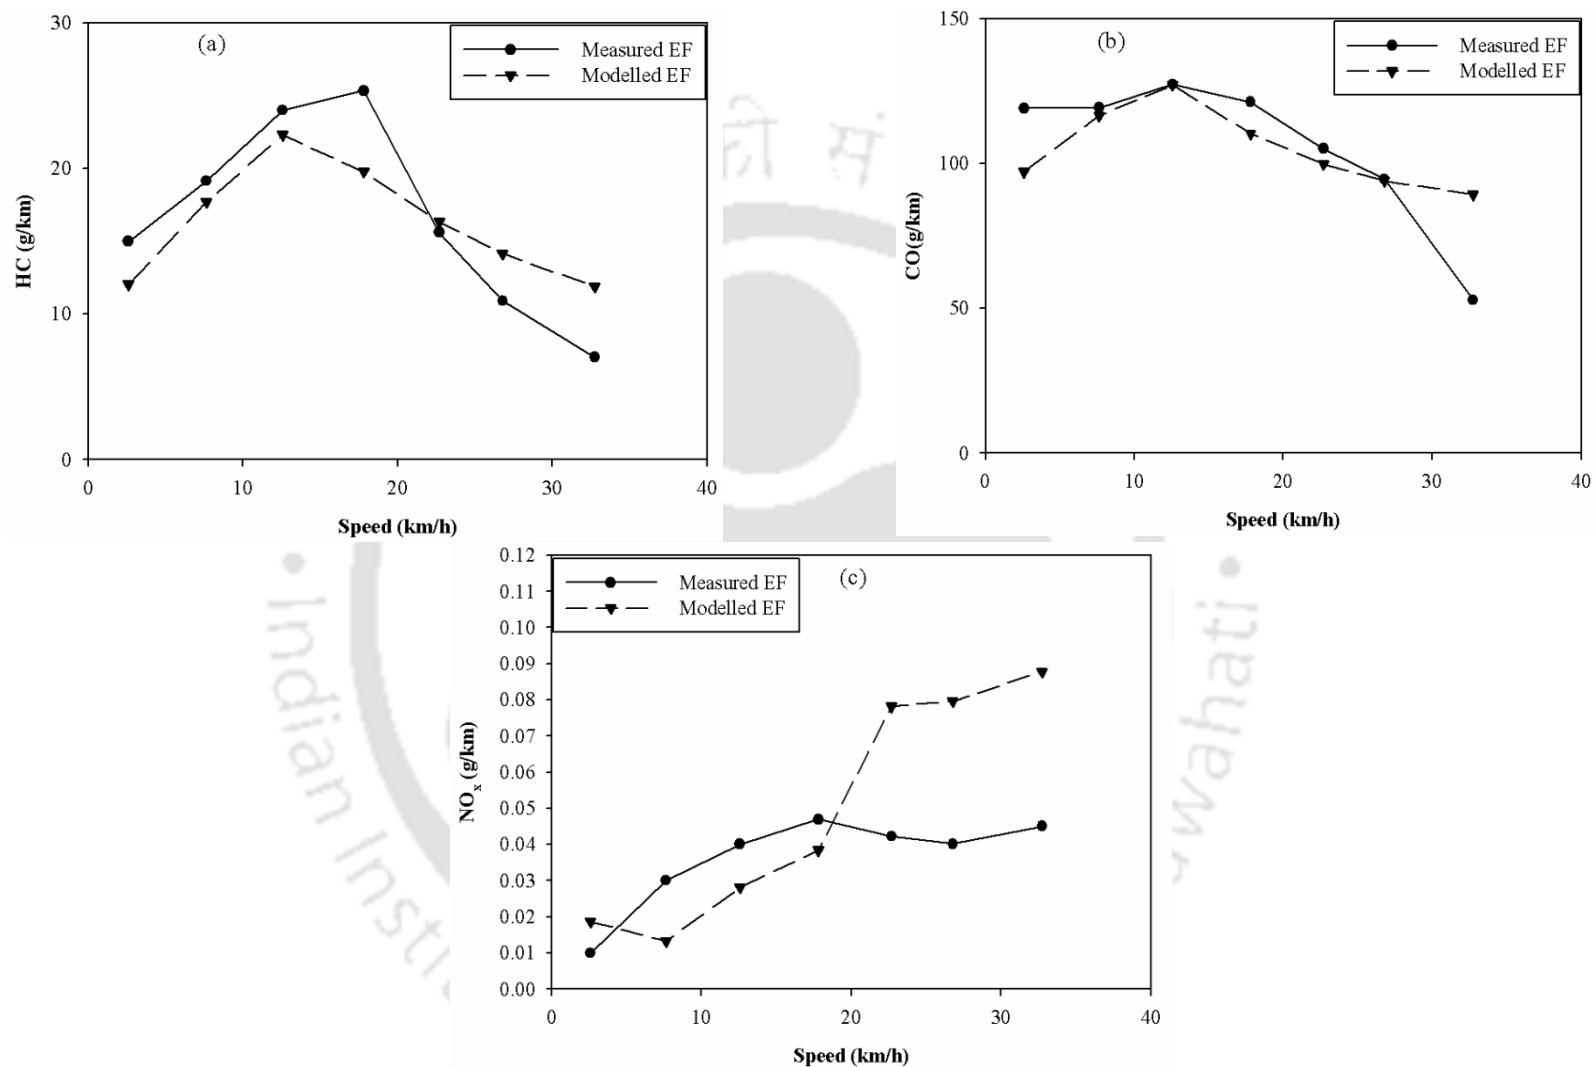 30
20
10
0
HC (g/km)
(a)
Measured EF
Modelled EF
0 10 20 30 40
Speed (km/h)
150
100
50
0
CO(g/km)
(b)
Measured EF
Modelled EF
0 10 20 30 40
Speed (km/h)
0.12
0.11
0.10
0.09
0.08
0.07
0.06
0.05
0.04
0.03
0.02
0.01
0.00
NOx (g/km)
Measured EF
Modelled EF
(c)
0 10 20 30 40
Speed (km/h)
Indian